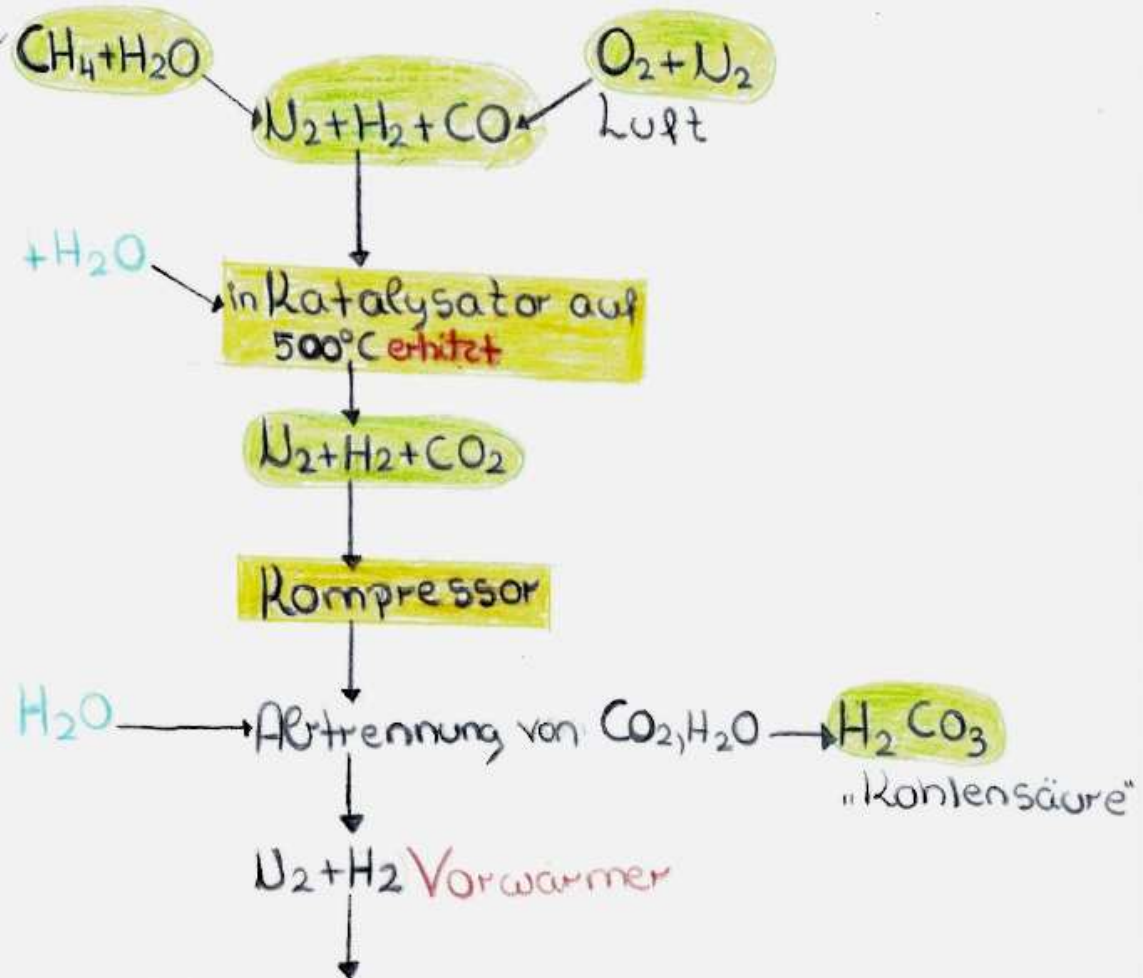 CH₄+H₂O
O₂+N₂
Luft
N₂+H₂+CO
+H₂O
in Katalysator auf
500°C erhitzt
N₂+H₂+CO₂
Kompressor
H₂O
Abtrennung von CO₂,H₂O
H₂CO₃
„Kohlensäure“
N₂+H₂ Vorwärmer